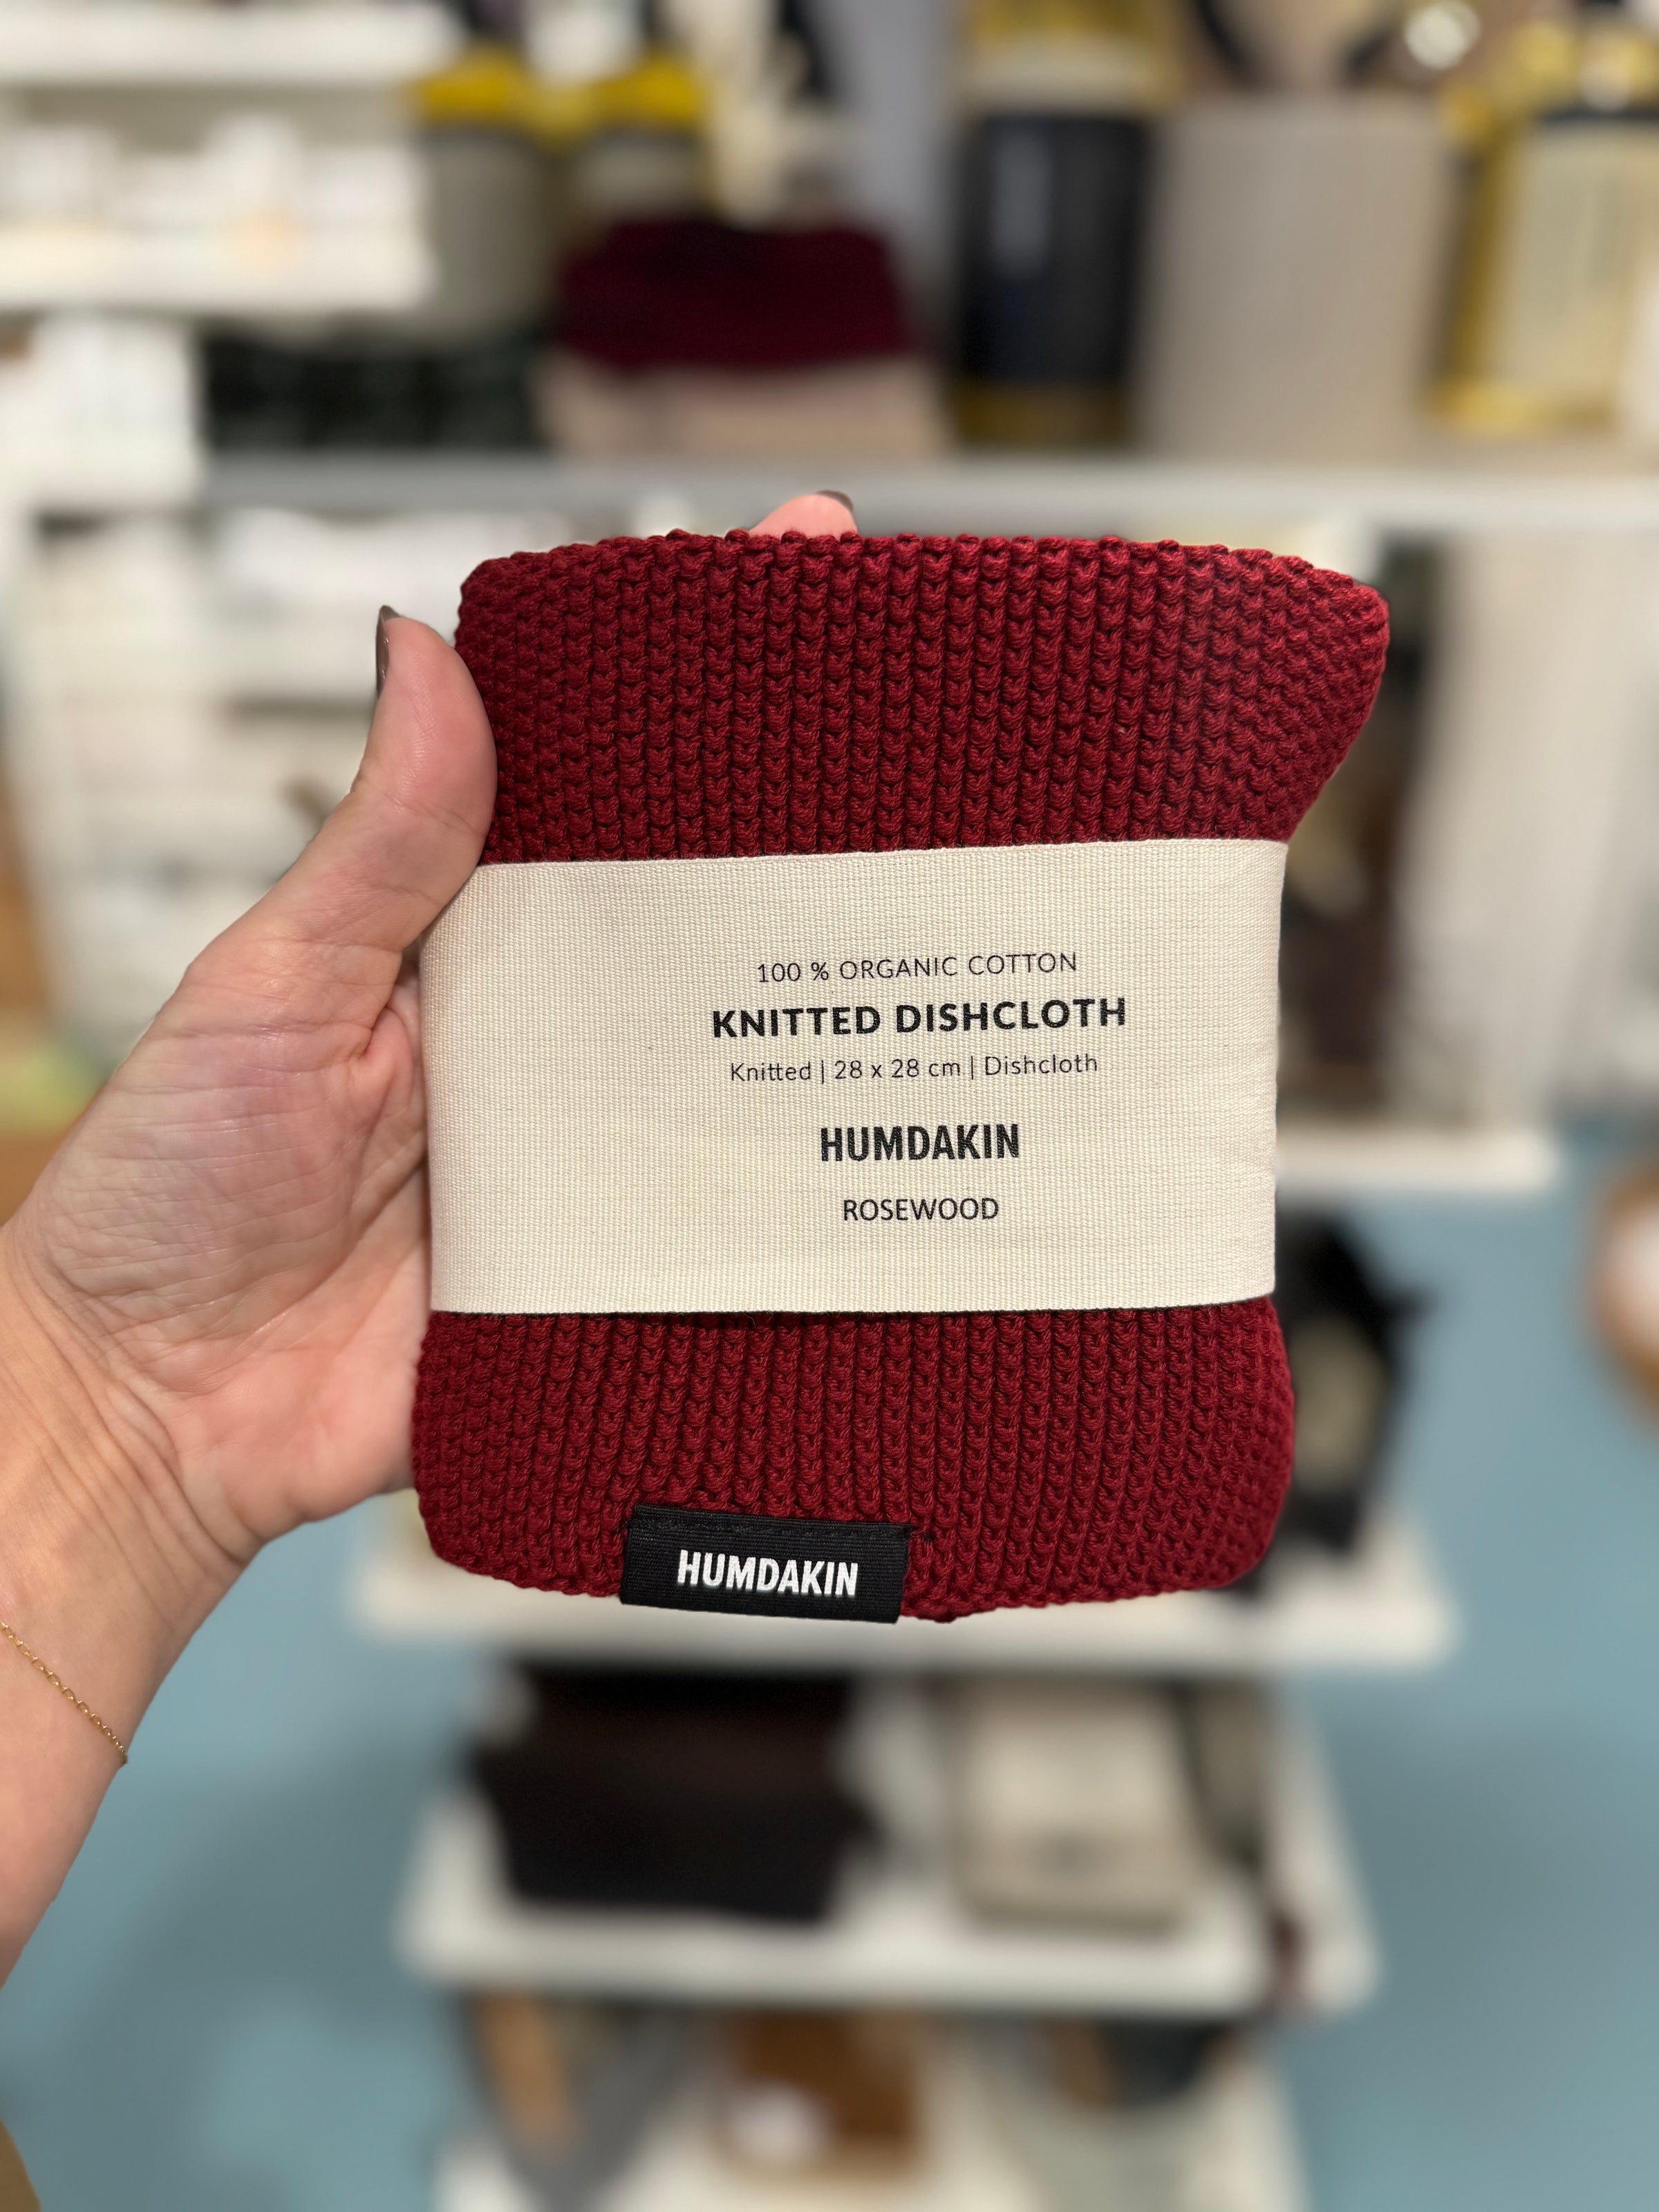 100 % ORGANIC COTTON
KNITTED DISHCLOTH
Knitted | 28 x 28 cm | Dishcloth
HUMDAKIN
ROSEWOOD
HUMDAKIN